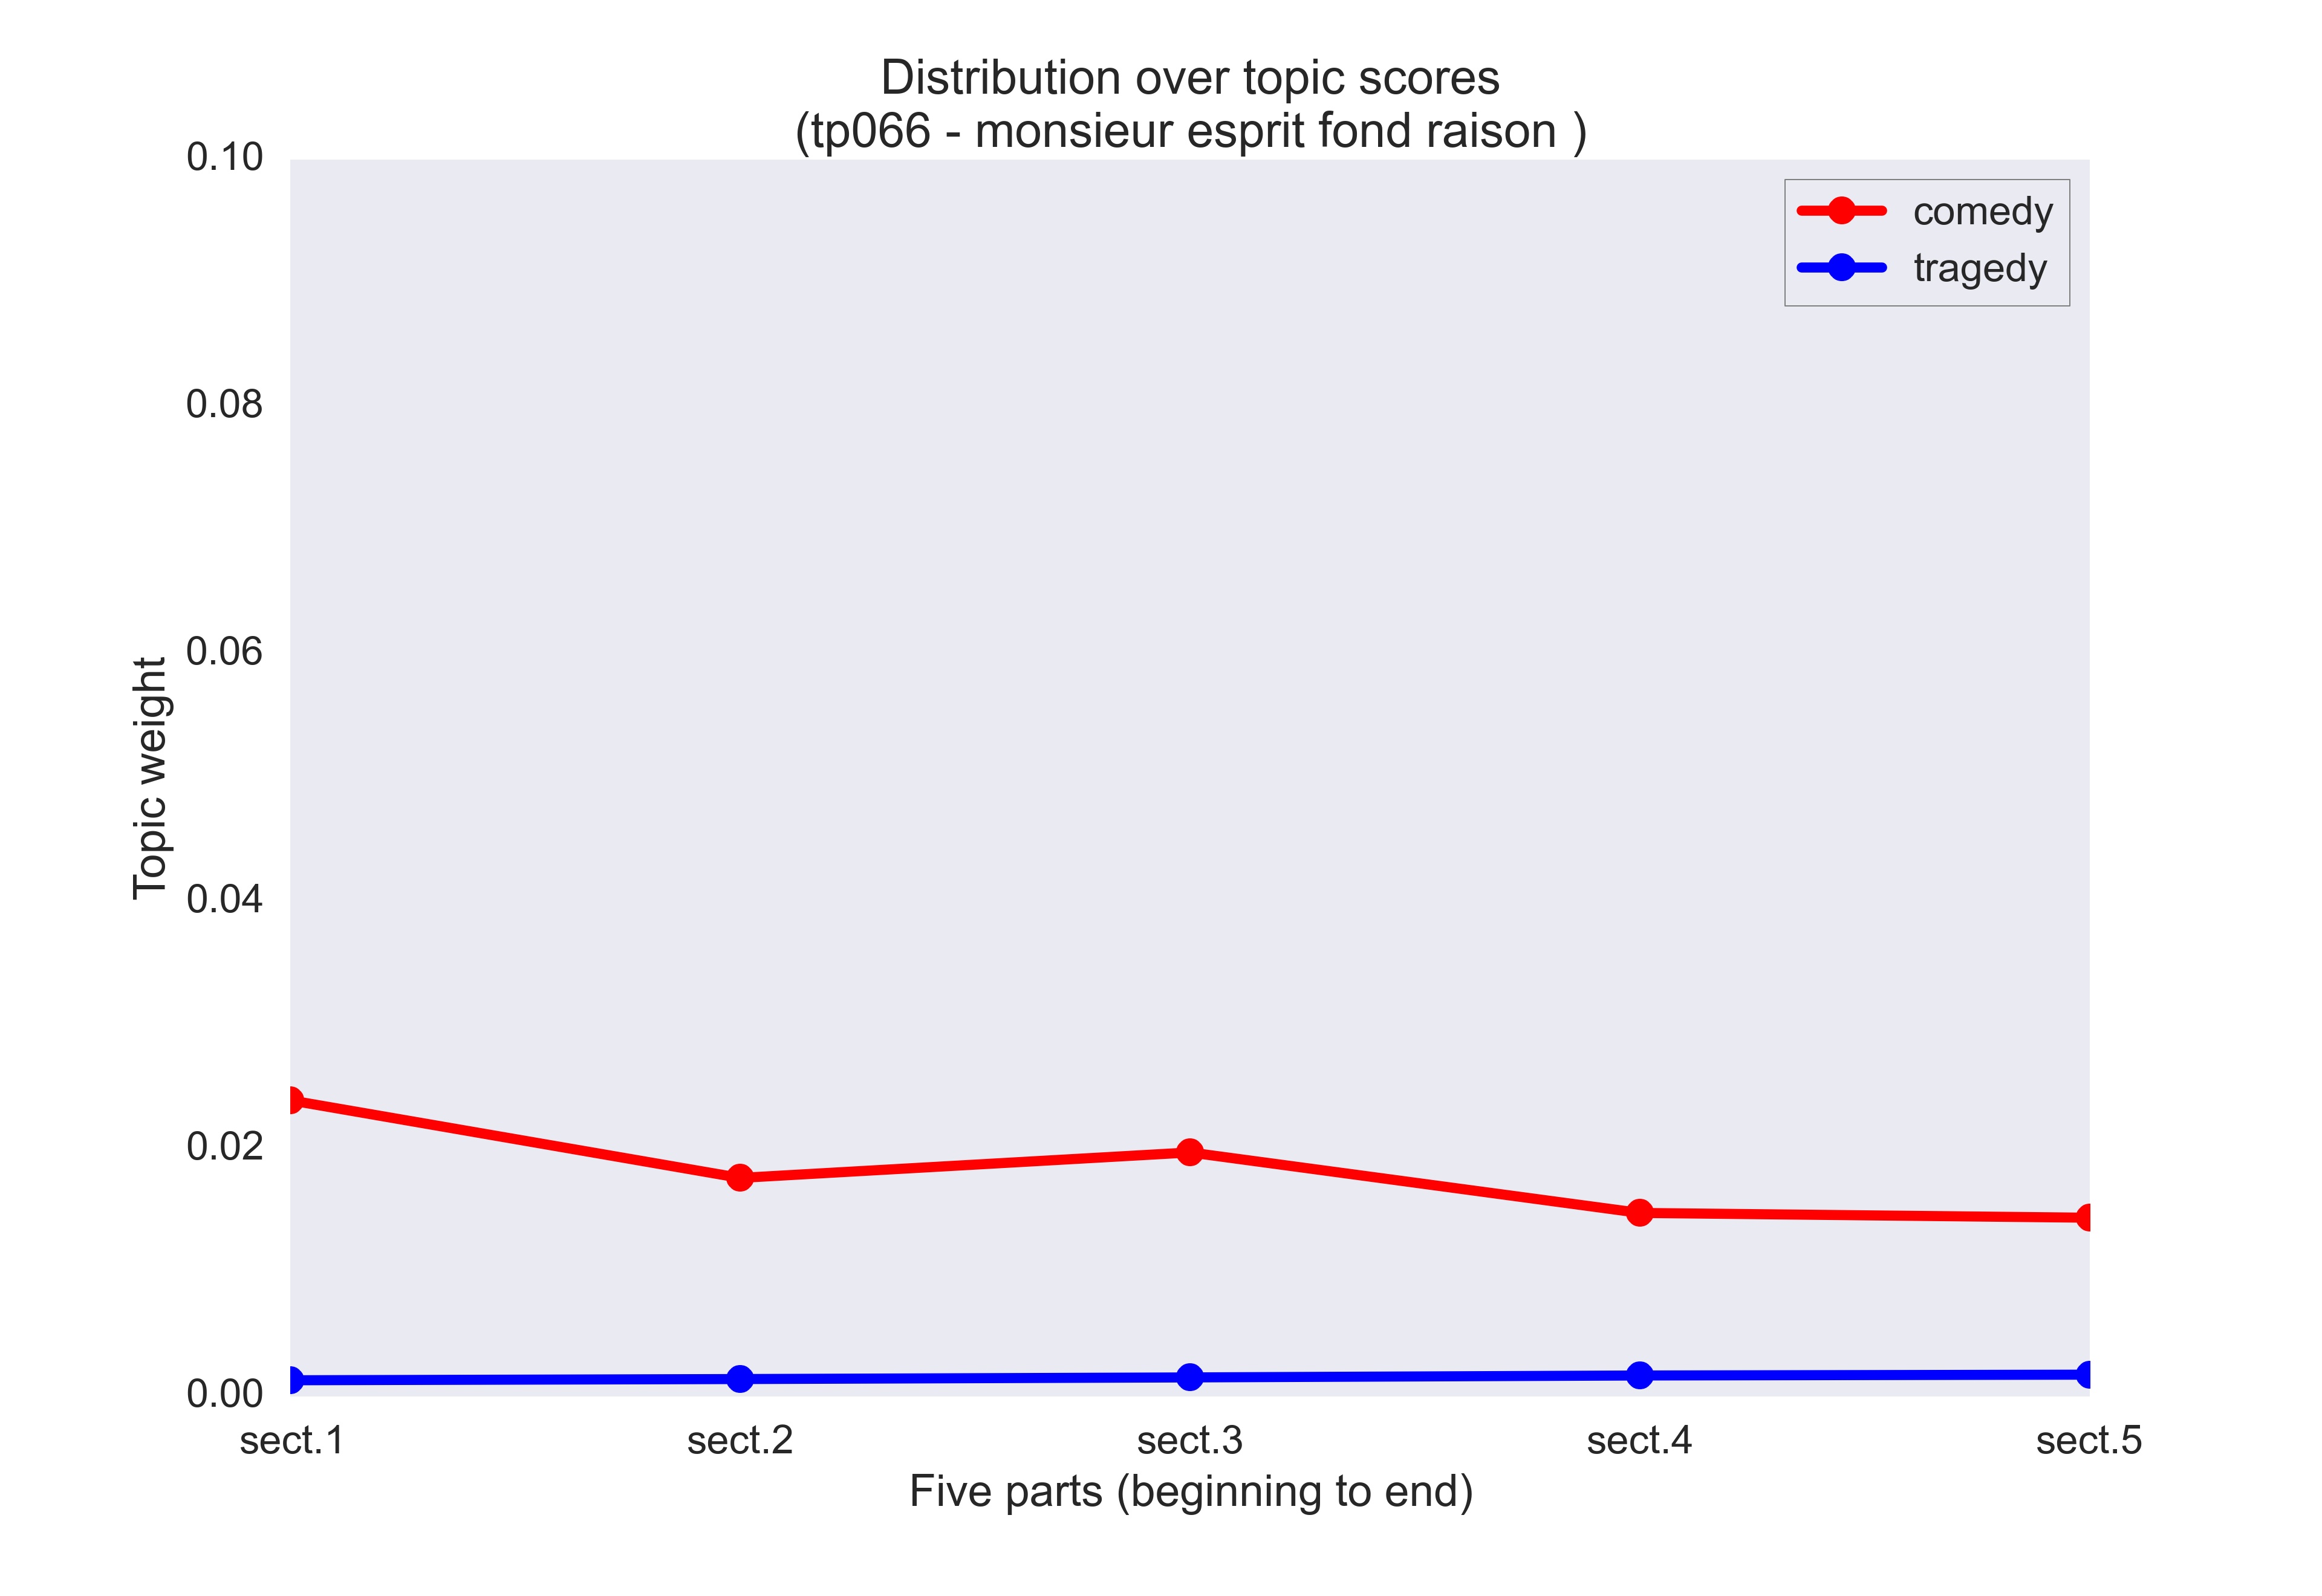 Distribution over topic scores
(tp066 - monsieur esprit fond raison )
0.10
0.08
0.06
0.04
0.02
0.00
Topic weight
comedy
tragedy
sect.1
sect.2
sect.3
sect.4
sect.5
Five parts (beginning to end)